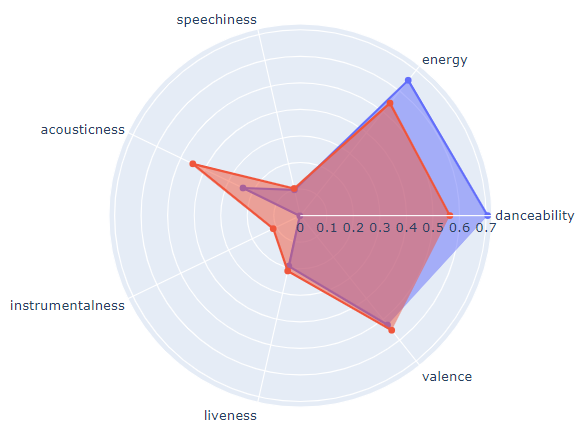 speechiness
energy
acousticness
danceability
0 0.1 0.2 0.3 0.4 0.5 0.6 0.7
instrumentalness
valence
liveness